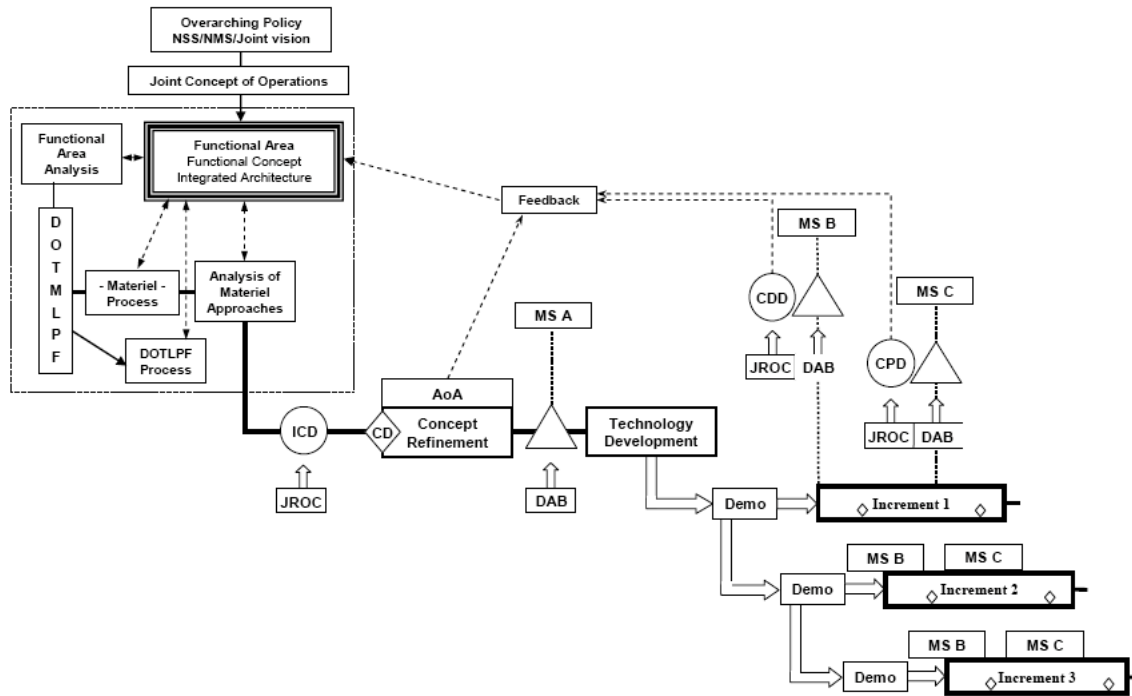 Overarching Policy
NSS/NMS/Joint vision
Joint Concept of Operations
Functional
Area
Analysis
Functional Area
Functional Concept
Integrated Architecture
Feedback
D
O
T
M
L
P
F
- Materiel -
Process
Analysis of
Materiel
Approaches
DOTLPF
Process
MS A
MS B
MS C
CDD
CPD
JROC
DAB
JROC
DAB
AoA
ICD
CD
Concept
Refinement
Technology
Development
JROC
DAB
Demo
Increment 1
MS B
MS C
Demo
Increment 2
MS B
MS C
Demo
Increment 3